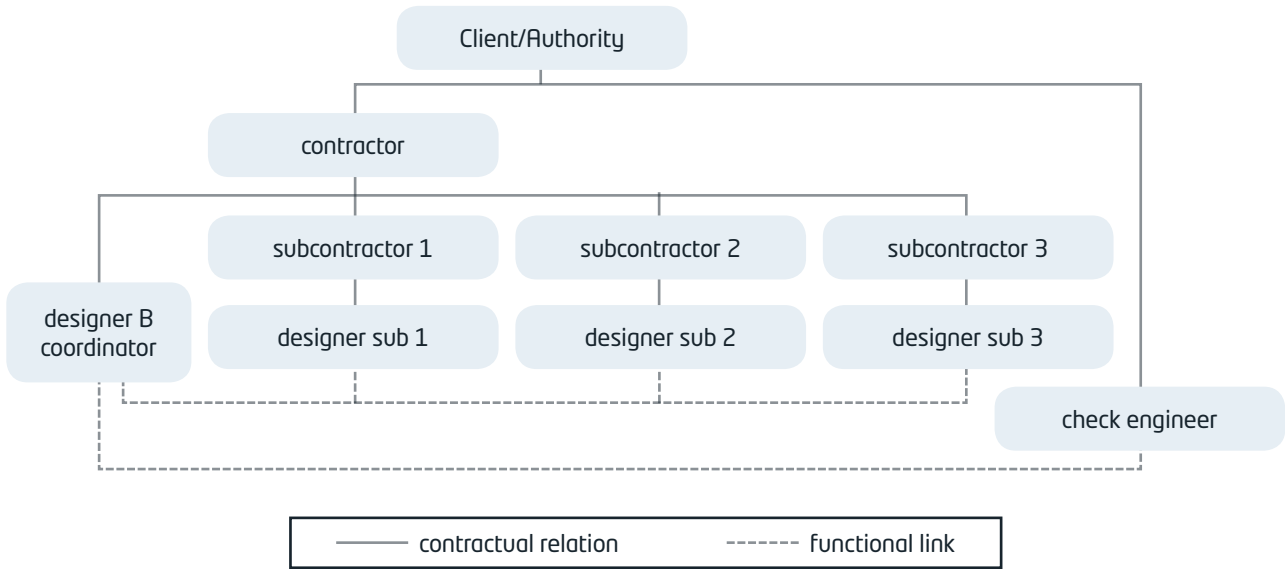 Client/Authority
contractor
subcontractor 1
subcontractor 2
subcontractor 3
designer B
coordinator
designer sub 1
designer sub 2
designer sub 3
check engineer
contractual relation
functional link